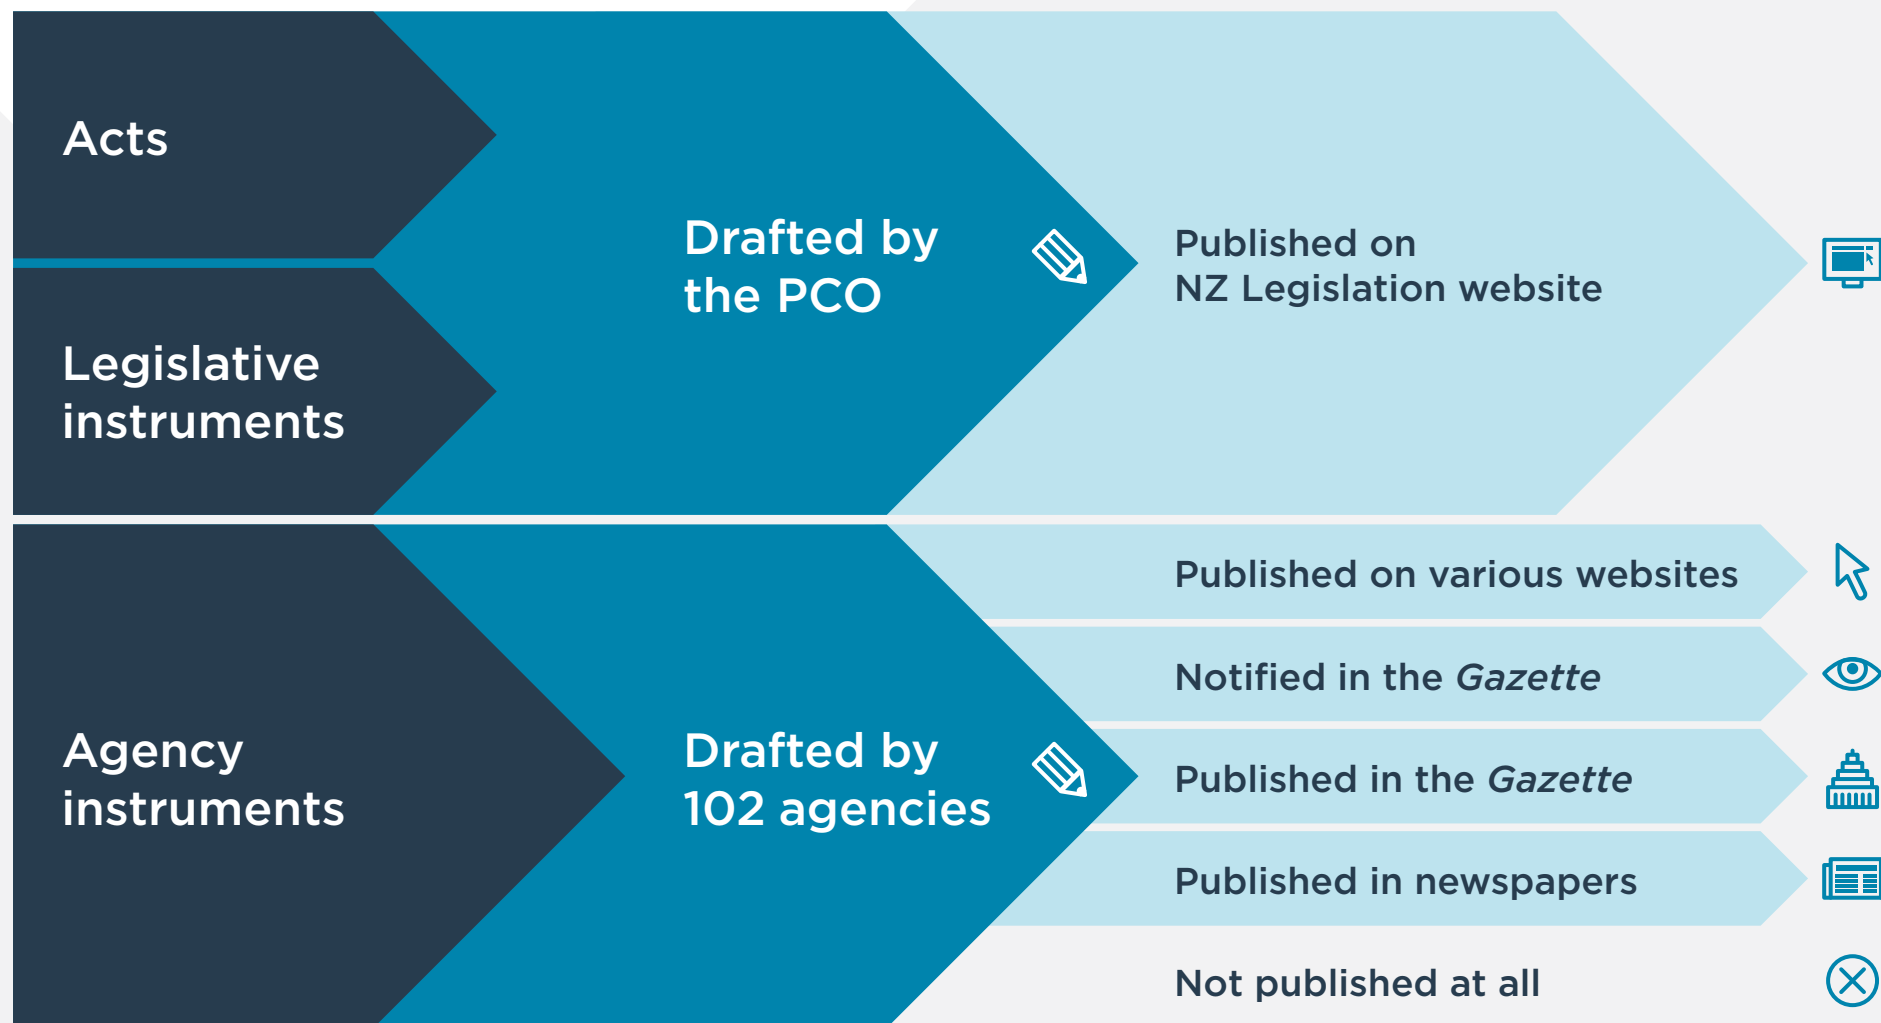 Acts
Legislative
instruments
Drafted by
the PCO
Published on
NZ Legislation website
Agency
instruments
Drafted by
102 agencies
Published on various websites
Notified in the Gazette
Published in the Gazette
Published in newspapers
Not published at all